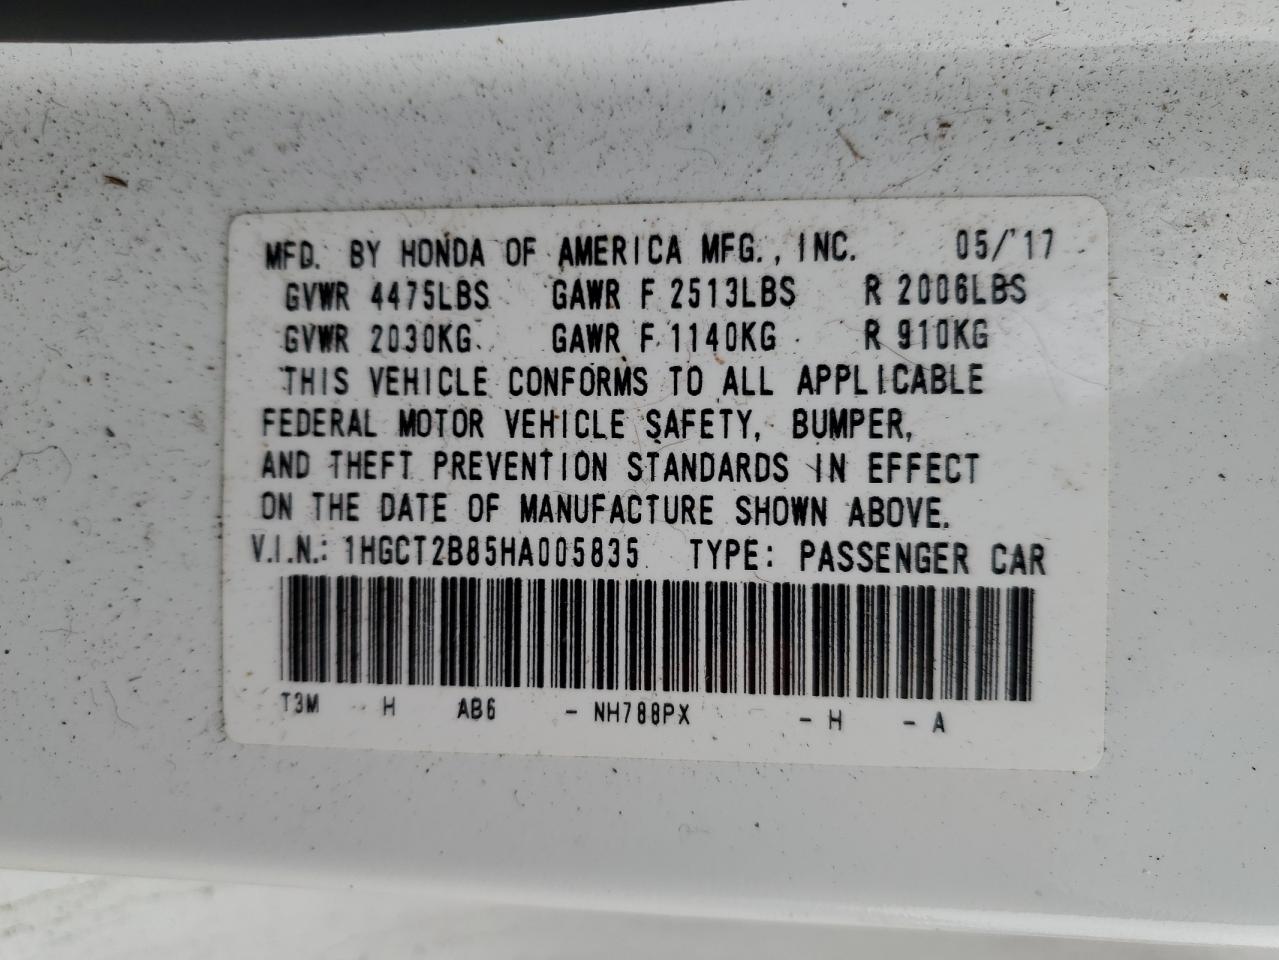 MFD. BY HONDA OF AMERICA MFG., INC. 05/'17
GVWR 4475LBS GAWR F 2513LBS R 2006LBS
GVWR 2030KG GAWR F 1140KG R 910KG
THIS VEHICLE CONFORMS TO ALL APPLICABLE
FEDERAL MOTOR VEHICLE SAFETY, BUMPER,
AND THEFT PREVENTION STANDARDS IN EFFECT
ON THE DATE OF MANUFACTURE SHOWN ABOVE.
V.I.N.: 1HGCT2B85HA005835 TYPE: PASSENGER CAR
T3M H AB6 - NH788PX - H - A